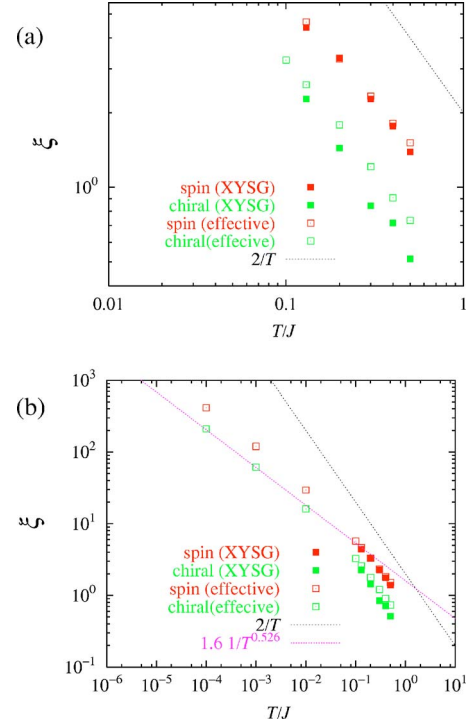 (a)
ξ
10⁰
spin (XYSG)
chiral (XYSG)
spin (effective)
chiral(effecive)
2/T
0.01
0.1
1
T/J
(b)
ξ
10³
10²
10¹
10⁰
10⁻¹
spin (XYSG)
chiral (XYSG)
spin (effective)
chiral(effecive)
2/T
1.6 1/T^0.526
10⁻⁶ 10⁻⁵ 10⁻⁴ 10⁻³ 10⁻² 10⁻¹ 10⁰ 10¹
T/J